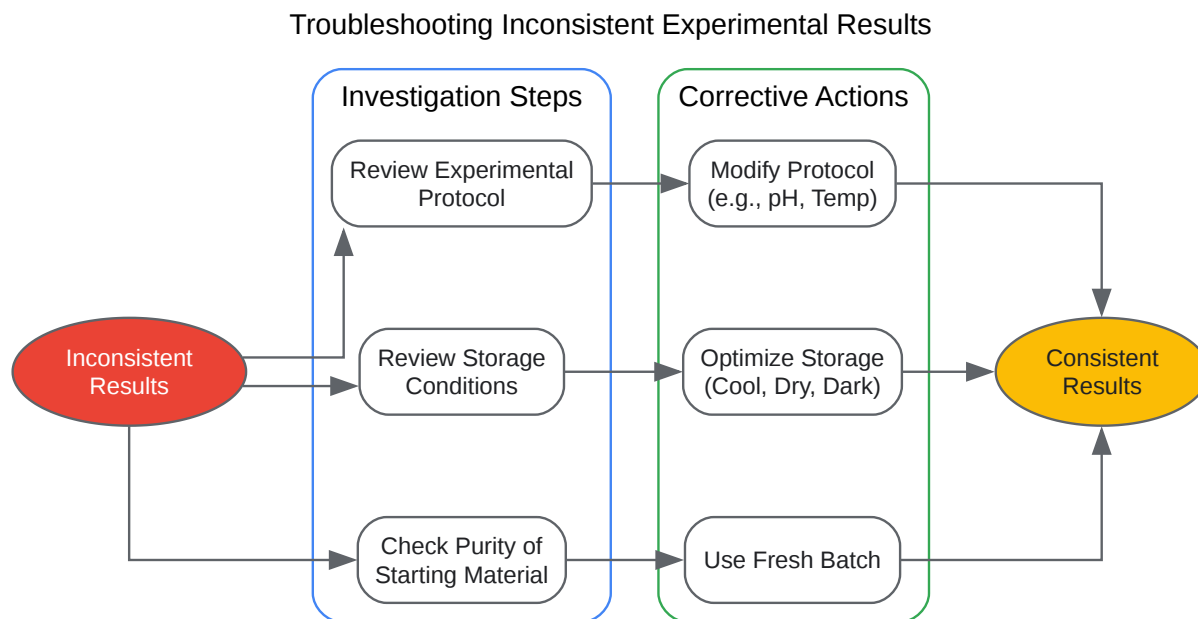 Troubleshooting Inconsistent Experimental Results
Investigation Steps
Corrective Actions
Review Experimental
Protocol
Modify Protocol
(e.g., pH, Temp)
Inconsistent
Results
Review Storage
Conditions
Optimize Storage
(Cool, Dry, Dark)
Consistent
Results
Check Purity of
Starting Material
Use Fresh Batch